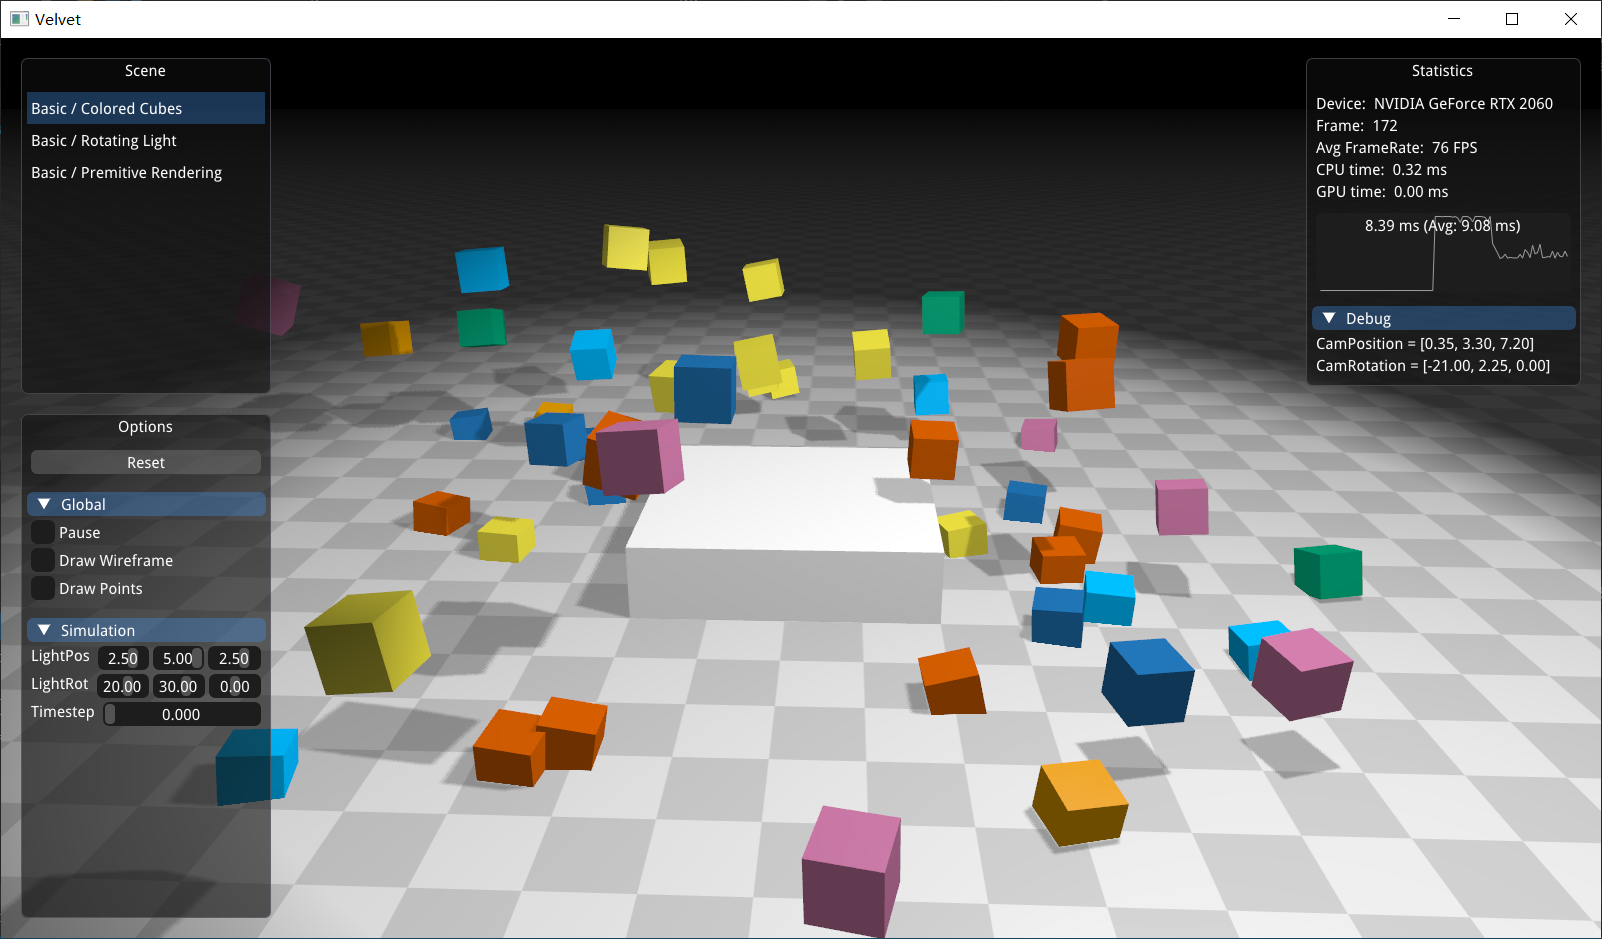 Velvet
Scene
Basic / Colored Cubes
Basic / Rotating Light
Basic / Premitive Rendering
Options
Reset
Global
Pause
Draw Wireframe
Draw Points
Simulation
LightPos 2.50 5.00 2.50
LightRot 20.00 30.00 0.00
Timestep 0.000
Statistics
Device: NVIDIA GeForce RTX 2060
Frame: 172
Avg FrameRate: 76 FPS
CPU time: 0.32 ms
GPU time: 0.00 ms
8.39 ms (Avg: 9.08 ms)
Debug
CamPosition = [0.35, 3.30, 7.20]
CamRotation = [-21.00, 2.25, 0.00]